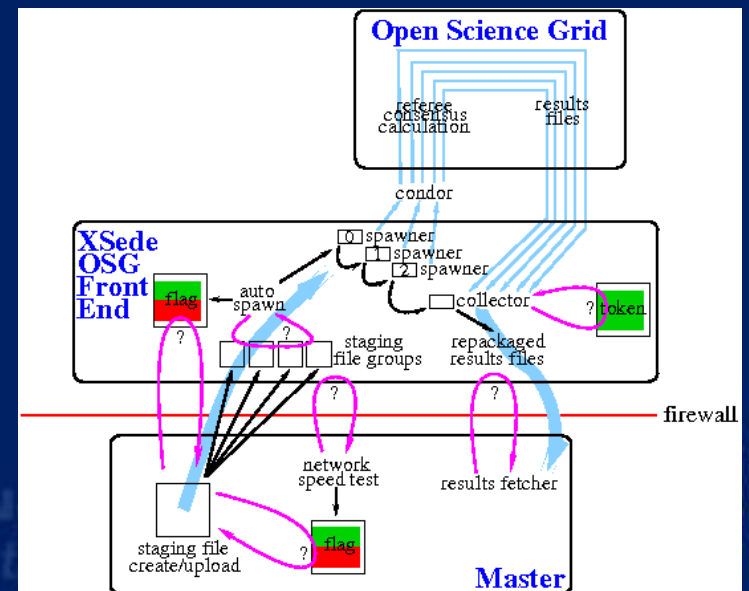 Open Science Grid
referee
consensus
calculation
results
files
condor
XSede
OSG
Front
End
0 spawner
1 spawner
2 spawner
flag
?
auto
spawn
?
collector
?
token
staging
file groups
repackaged
results files
?
?
firewall
network
speed test
results fetcher
staging file
create/upload
?
flag
Master